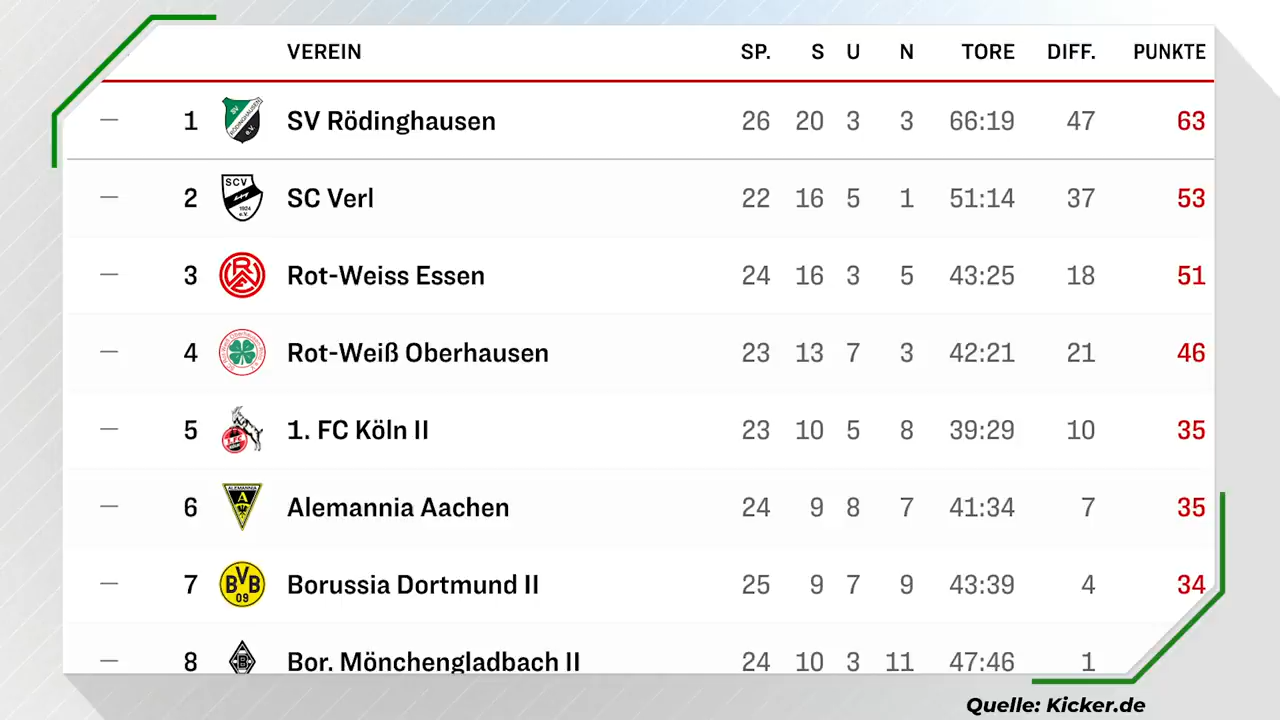 VEREIN SP. S U N TORE DIFF. PUNKTE
— 1 SV Rödinghausen 26 20 3 3 66:19 47 63
— 2 SC Verl 22 16 5 1 51:14 37 53
— 3 Rot-Weiss Essen 24 16 3 5 43:25 18 51
— 4 Rot-Weiß Oberhausen 23 13 7 3 42:21 21 46
— 5 1. FC Köln II 23 10 5 8 39:29 10 35
— 6 Alemannia Aachen 24 9 8 7 41:34 7 35
— 7 Borussia Dortmund II 25 9 7 9 43:39 4 34
— 8 Bor. Mönchengladbach II 24 10 3 11 47:46 1
Quelle: Kicker.de